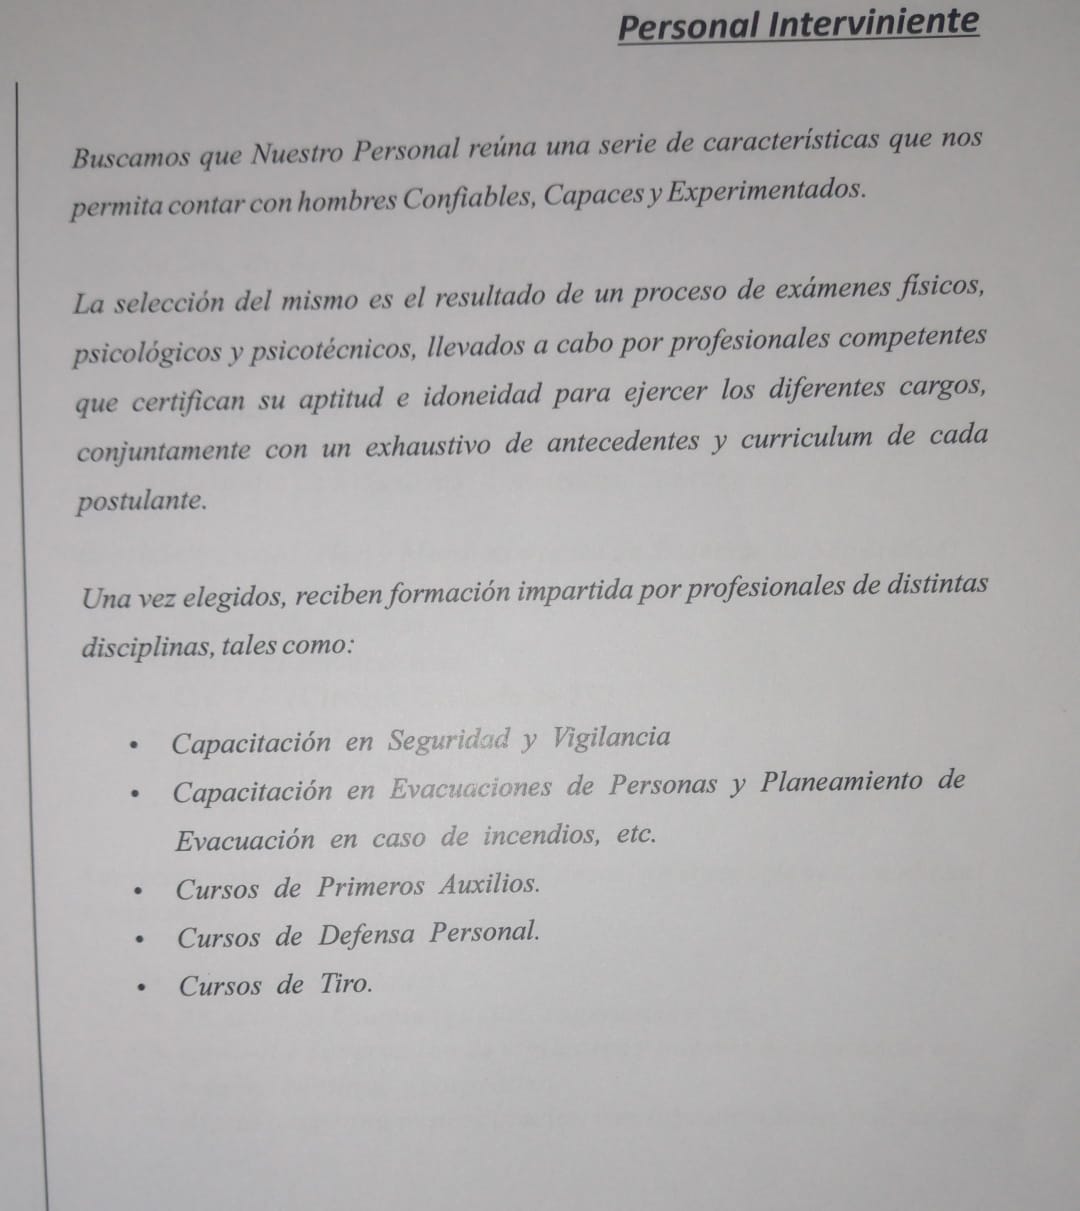 Personal Interviniente
Buscamos que Nuestro Personal reúna una serie de características que nos
permita contar con hombres Confiables, Capaces y Experimentados.
La selección del mismo es el resultado de un proceso de exámenes físicos,
psicológicos y psicotécnicos, llevados a cabo por profesionales competentes
que certifican su aptitud e idoneidad para ejercer los diferentes cargos,
conjuntamente con un exhaustivo de antecedentes y curriculum de cada
postulante.
Una vez elegidos, reciben formación impartida por profesionales de distintas
disciplinas, tales como:
• Capacitación en Seguridad y Vigilancia
• Capacitación en Evacuaciones de Personas y Planeamiento de
Evacuación en caso de incendios, etc.
• Cursos de Primeros Auxilios.
• Cursos de Defensa Personal.
• Cursos de Tiro.